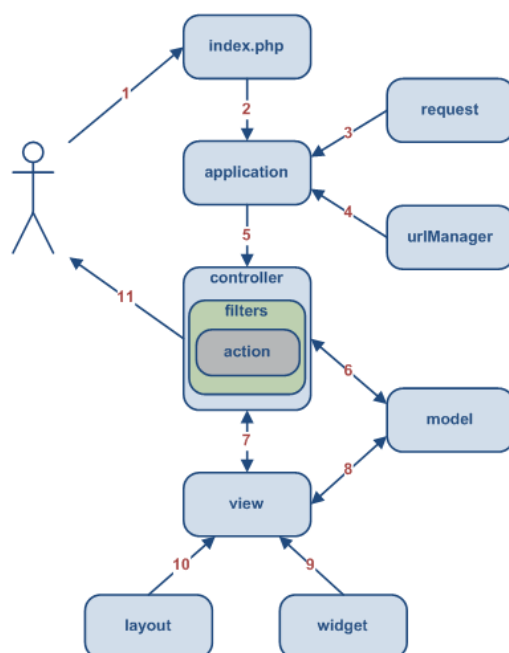 index.php
1
2
request
3
application
4
urlManager
5
controller
filters
11
action
6
model
7
8
view
10
9
layout
widget